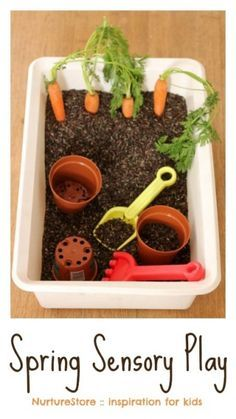 Spring Sensory Play
NurtureStore :: inspiration for kids